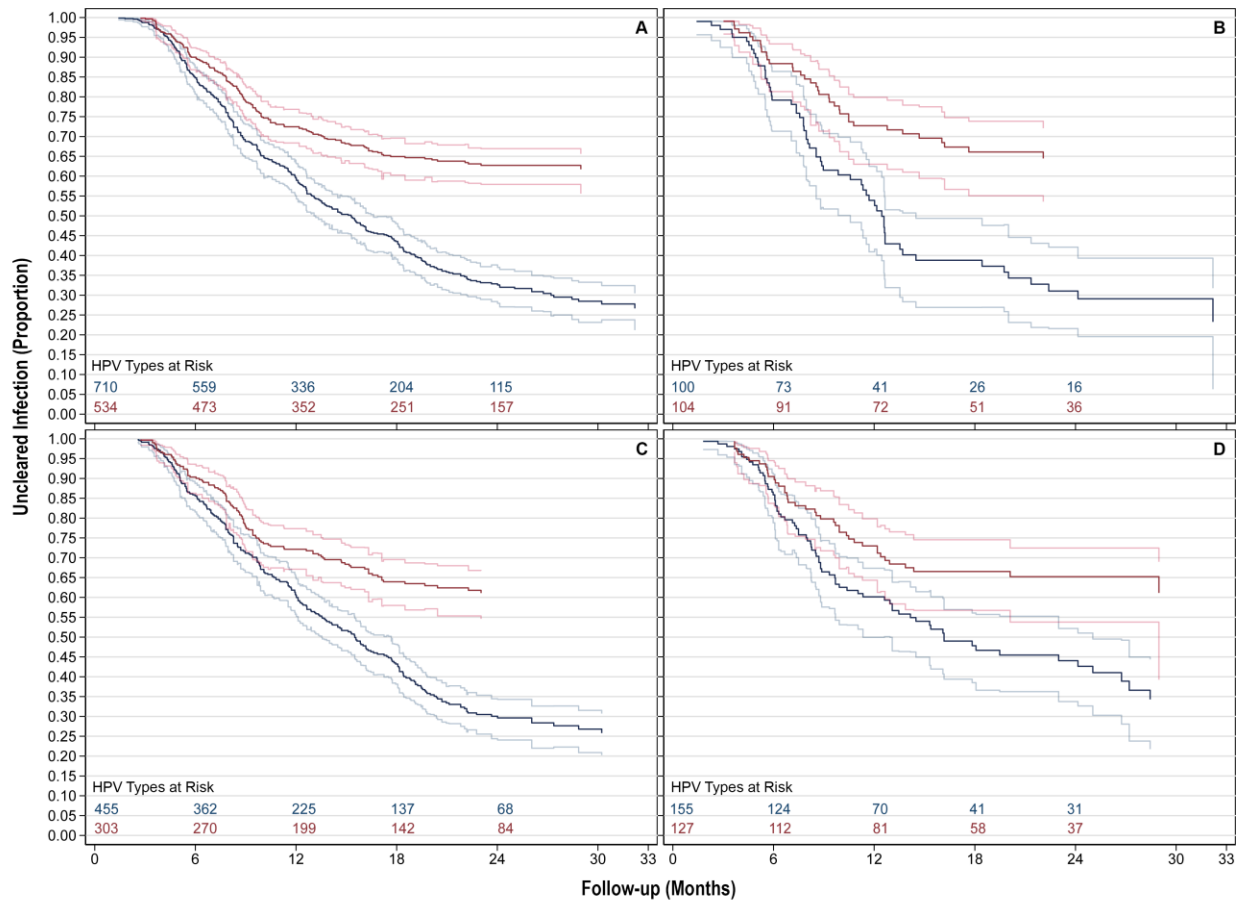 Uncleared Infection (Proportion)
1.00
0.95
0.90
0.85
0.80
0.75
0.70
0.65
0.60
0.55
0.50
0.45
0.40
0.35
0.30
0.25
0.20
0.15
0.10
0.05
0.00
A
HPV Types at Risk
710 559 336 204 115
534 473 352 251 157
B
100 73 41 26 16
104 91 72 51 36
1.00
0.95
0.90
0.85
0.80
0.75
0.70
0.65
0.60
0.55
0.50
0.45
0.40
0.35
0.30
0.25
0.20
0.15
0.10
0.05
0.00
C
HPV Types at Risk
455 362 225 137 68
303 270 199 142 84
D
HPV Types at Risk
155 124 70 41 31
127 112 81 58 37
0 6 12 18 24 30 33
0 6 12 18 24 30 33
Follow-up (Months)